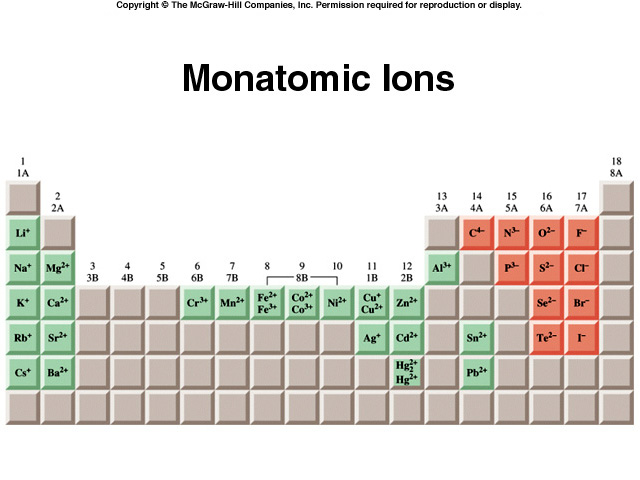 Copyright © The McGraw-Hill Companies, Inc. Permission required for reproduction or display.
Monatomic Ions
1 18
1A 8A
2 13 14 15 16 17
2A 3A 4A 5A 6A 7A
Li⁺ C⁴⁻ N³⁻ O²⁻ F⁻
3 4 5 6 7 8 9 10 11 12
3B 4B 5B 6B 7B 8B 1B 2B
Na⁺ Mg²⁺ Al³⁺ P³⁻ S²⁻ Cl⁻
K⁺ Ca²⁺ Cr³⁺ Mn²⁺ Fe²⁺ Fe³⁺ Co²⁺ Co³⁺ Ni²⁺ Cu⁺ Cu²⁺ Zn²⁺ Se²⁻ Br⁻
Rb⁺ Sr²⁺ Ag⁺ Cd²⁺ Sn²⁺ Te²⁻ I⁻
Cs⁺ Ba²⁺ Hg₂²⁺ Hg²⁺ Pb²⁺